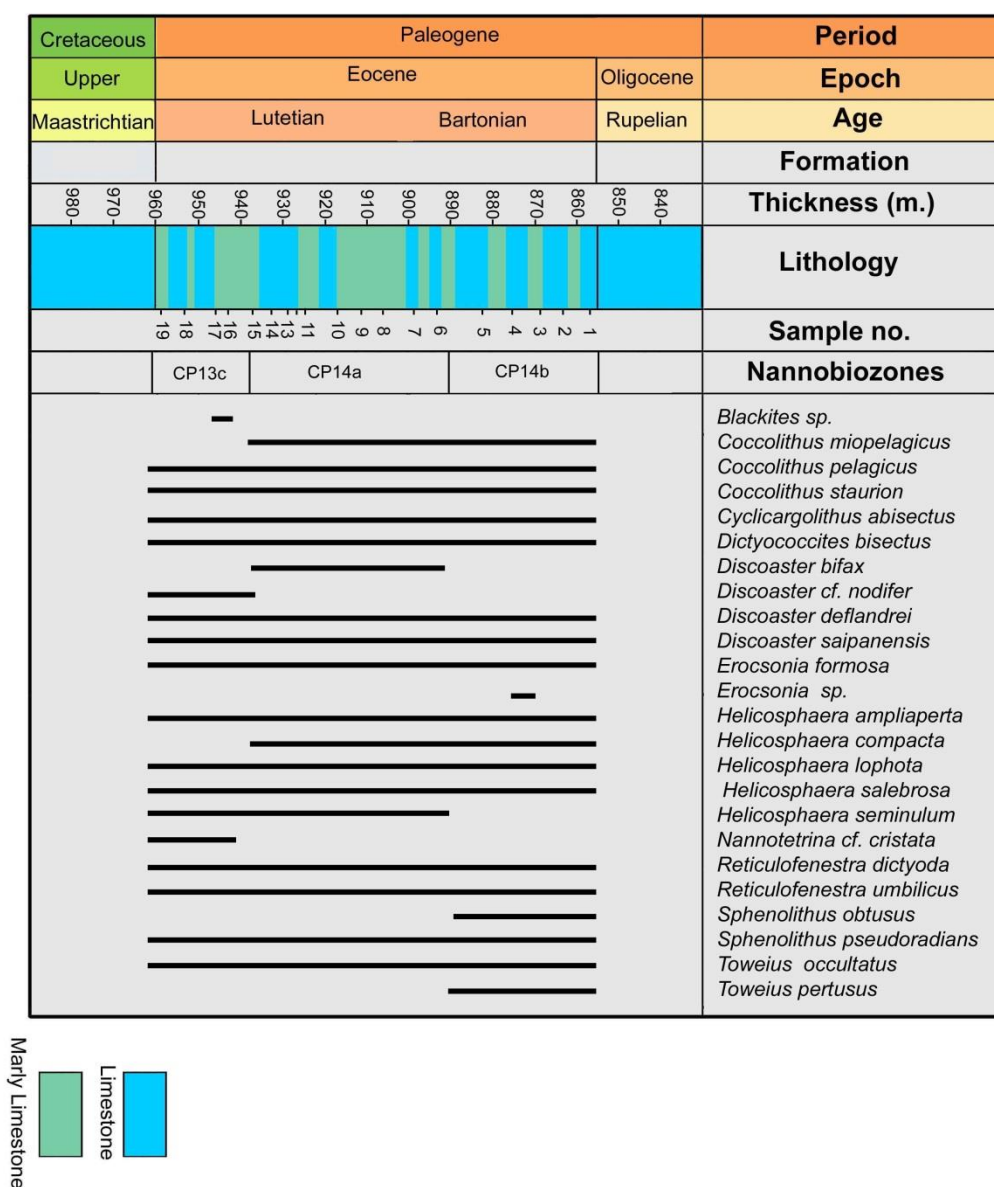 Cretaceous Paleogene Period
Upper Eocene Oligocene Epoch
Maastrichtian Lutetian Bartonian Rupelian Age
Formation
980 970 960 950 940 930 920 910 900 890 880 870 860 850 840 Thickness (m.)
Lithology
19 18 17 16 15 14 13 11 10 9 8 7 6 5 4 3 2 1 Sample no.
CP13c CP14a CP14b Nannobiozones
Blackites sp.
Coccolithus miopelagicus
Coccolithus pelagicus
Coccolithus staurion
Cyclicargolithus abisectus
Dictyococcites bisectus
Discoaster bifax
Discoaster cf. nodifer
Discoaster deflandrei
Discoaster saipanensis
Erocsonia formosa
Erocsonia sp.
Helicosphaera ampliaperta
Helicosphaera compacta
Helicosphaera lophota
Helicosphaera salebrosa
Helicosphaera seminulum
Nannotetrina cf. cristata
Reticulofenestra dictyoda
Reticulofenestra umbilicus
Sphenolithus obtusus
Sphenolithus pseudoradians
Toweius occultatus
Toweius pertusus
Limestone
Marly Limestone